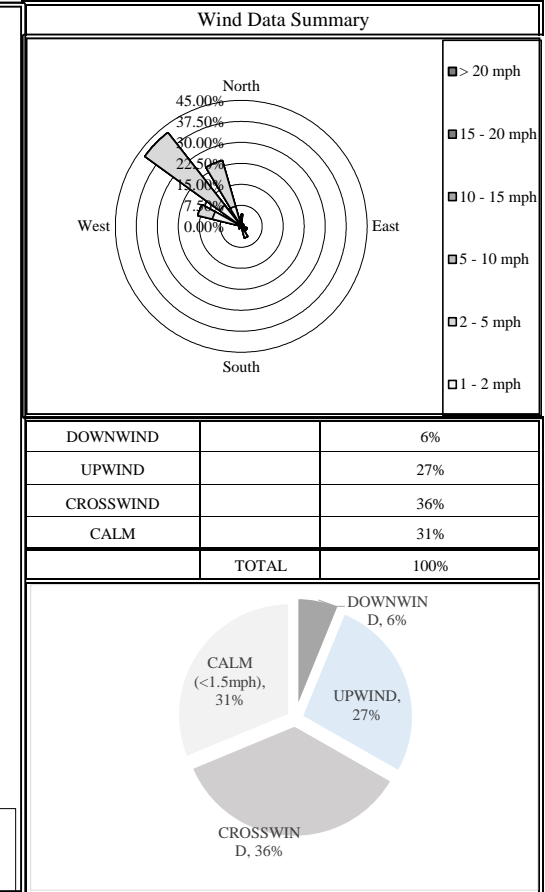 Wind Data Summary
North
45.00%
37.50%
30.00%
22.50%
15.00%
7.50%
0.00%
West
East
South
> 20 mph
15 - 20 mph
10 - 15 mph
5 - 10 mph
2 - 5 mph
1 - 2 mph
DOWNWIND 6%
UPWIND 27%
CROSSWIND 36%
CALM 31%
TOTAL 100%
DOWNWIN
D, 6%
UPWIND,
27%
CROSSWIN
D, 36%
CALM
(<1.5mph),
31%